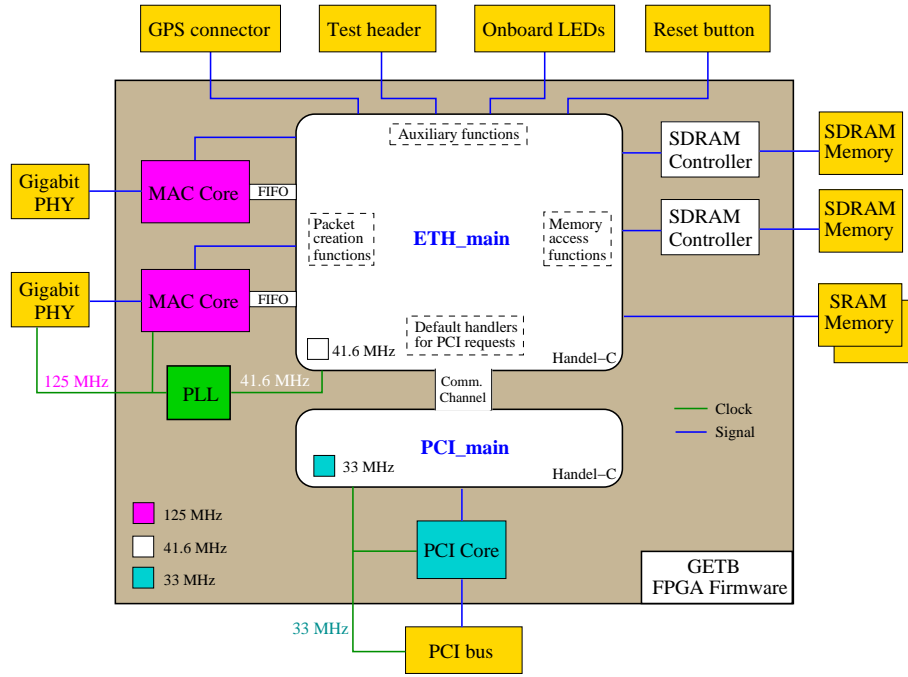 GPS connector
Test header
Onboard LEDs
Reset button
Auxiliary functions
SDRAM
Controller
SDRAM
Memory
Gigabit
PHY
MAC Core
FIFO
Packet
creation
functions
ETH_main
Memory
access
functions
SDRAM
Controller
SDRAM
Memory
Gigabit
PHY
MAC Core
FIFO
SRAM
Memory
Default handlers
for PCI requests
41.6 MHz
Handel−C
125 MHz
PLL
41.6 MHz
Comm.
Channel
Clock
Signal
PCI_main
33 MHz
Handel−C
125 MHz
41.6 MHz
33 MHz
PCI Core
GETB
FPGA Firmware
33 MHz
PCI bus